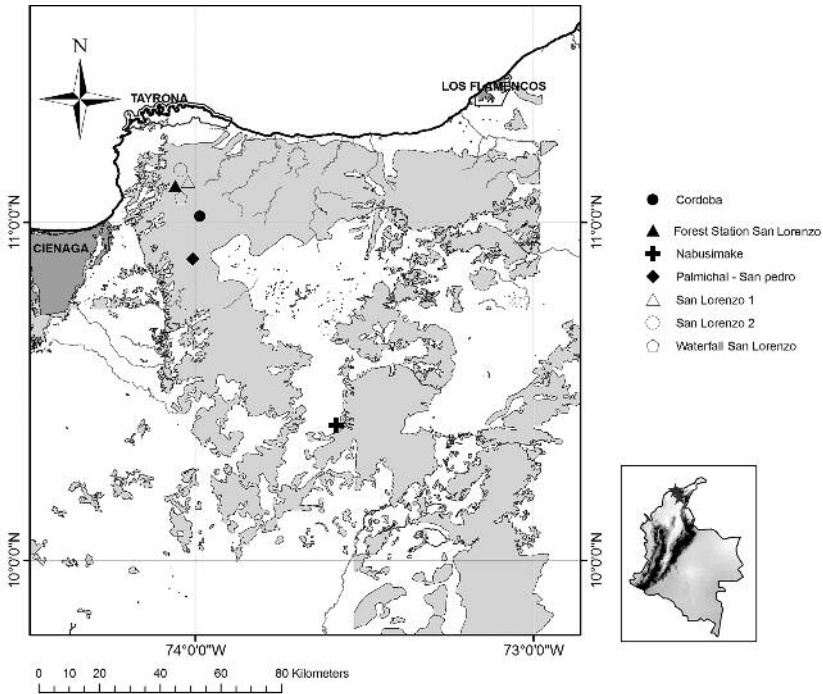 N
TAYRONA
LOS FLAMENCOS
CIENAGA
11°0'0"N
11°0'0"N
10°0'0"N
10°0'0"N
74°0'0"W
73°0'0"W
0 10 20 40 60 80 Kilometers
Cordoba
Forest Station San Lorenzo
Nabusimake
Palmichal - San pedro
San Lorenzo 1
San Lorenzo 2
Waterfall San Lorenzo